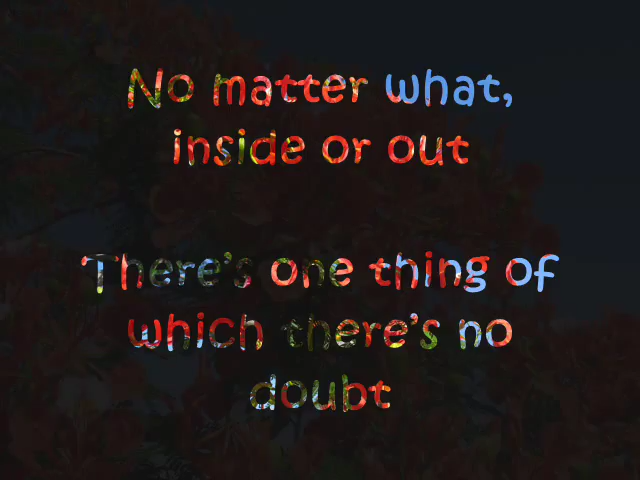 No matter what,
inside or out
There's one thing of
which there's no
doubt